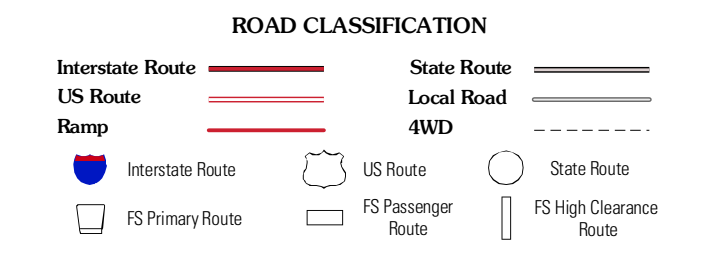 ROAD CLASSIFICATION
Interstate Route
State Route
US Route
Local Road
Ramp
4WD
Interstate Route
US Route
State Route
FS Primary Route
FS Passenger
Route
FS High Clearance
Route